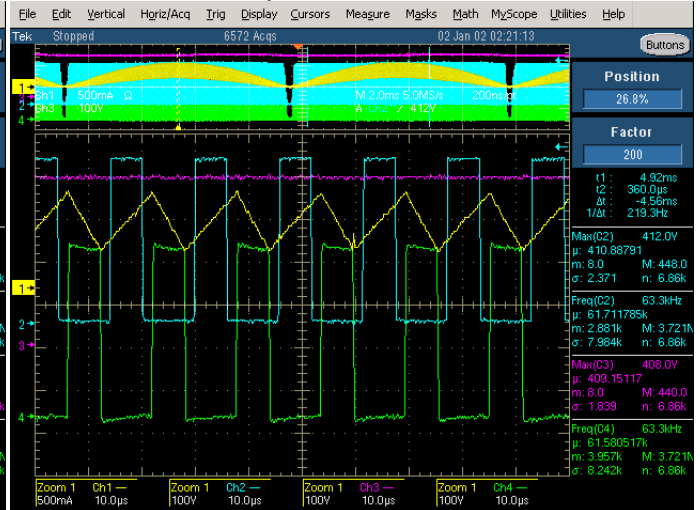 File Edit Vertical Horiz/Acq Trig Display Cursors Measure Masks Math MyScope Utilities Help
Tek Stopped 6572 Acqs 02 Jan 02 02:21:13
Buttons
Position
26.8%
Factor
200
1
2
4
Ch1 500mA Ω M 2.0ms 5.0MS/s 200ns/pt
Ch3 100V A 412V
t1 : 4.92ms
t2 : 360.0µs
Δt : -4.56ms
1/Δt : 219.3Hz
Max(C2) 412.0V
µ: 410.88791
m: 8.0 M: 448.0
σ: 2.371 n: 6.86k
Freq(C2) 63.3kHz
µ: 61.711785k
m: 2.881k M: 3.721M
σ: 7.984k n: 6.86k
Max(C3) 408.0V
µ: 409.15117
m: 8.0 M: 440.0
σ: 1.839 n: 6.86k
Freq(C4) 63.3kHz
µ: 61.580517k
m: 3.957k M: 3.721M
σ: 8.242k n: 6.86k
1
2
3
4
Zoom 1 Ch1 Zoom 1 Ch2 Zoom 1 Ch3 Zoom 1 Ch4
500mA 10.0µs 100V 10.0µs 100V 10.0µs 100V 10.0µs